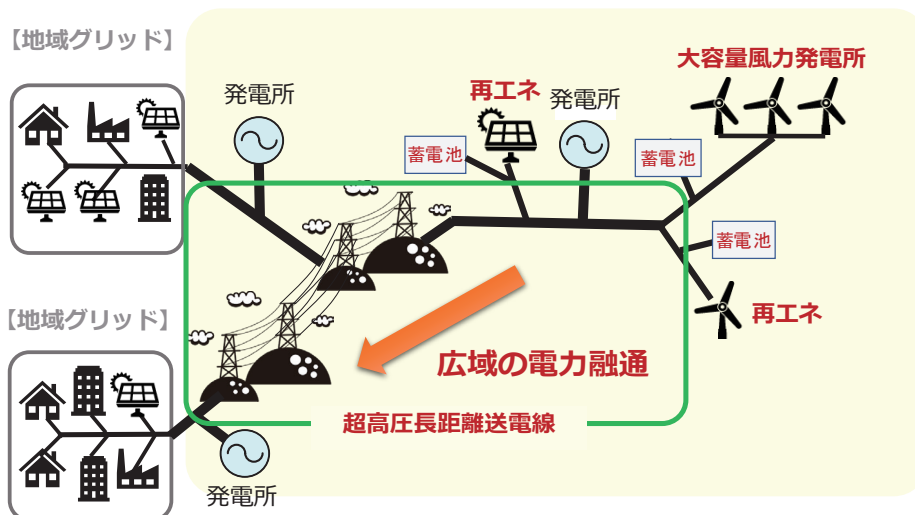 【地域グリッド】
発電所
再エネ
発電所
大容量風力発電所
蓄電池
蓄電池
蓄電池
再エネ
【地域グリッド】
広域の電力融通
超高圧長距離送電線
発電所